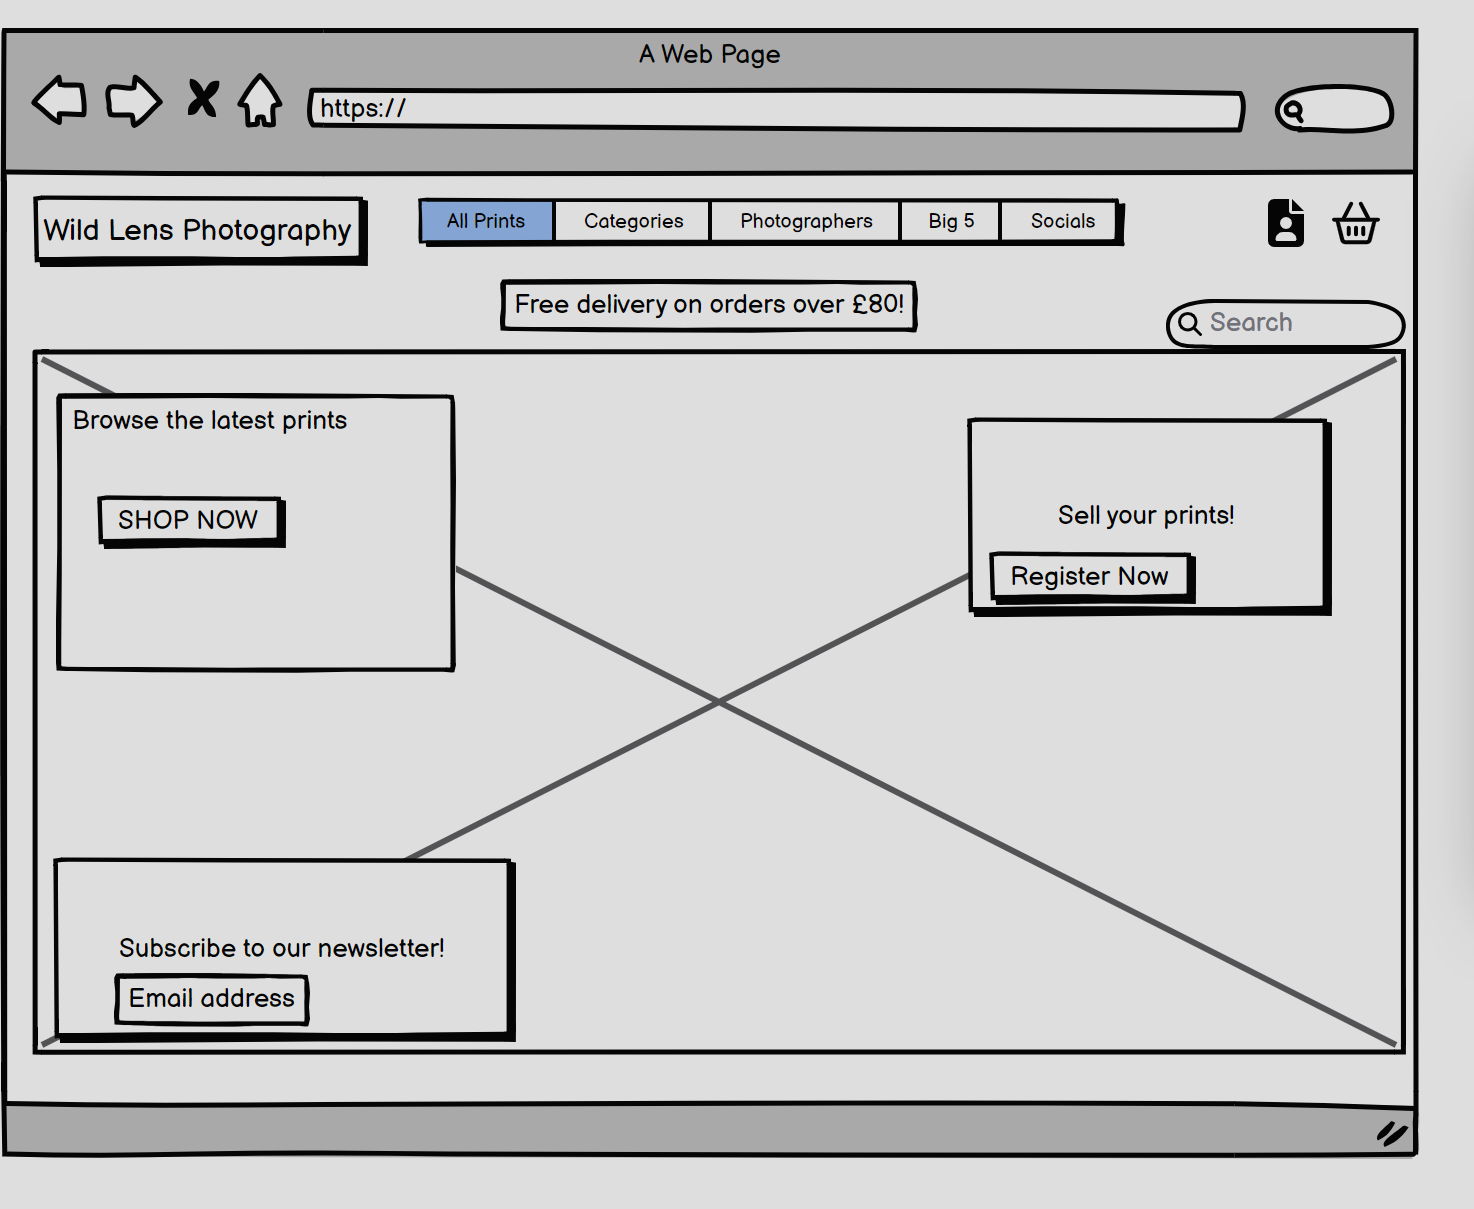 A Web Page
https://
Wild Lens Photography
All Prints
Categories
Photographers
Big 5
Socials
Free delivery on orders over £80!
Search
Browse the latest prints
SHOP NOW
Sell your prints!
Register Now
Subscribe to our newsletter!
Email address